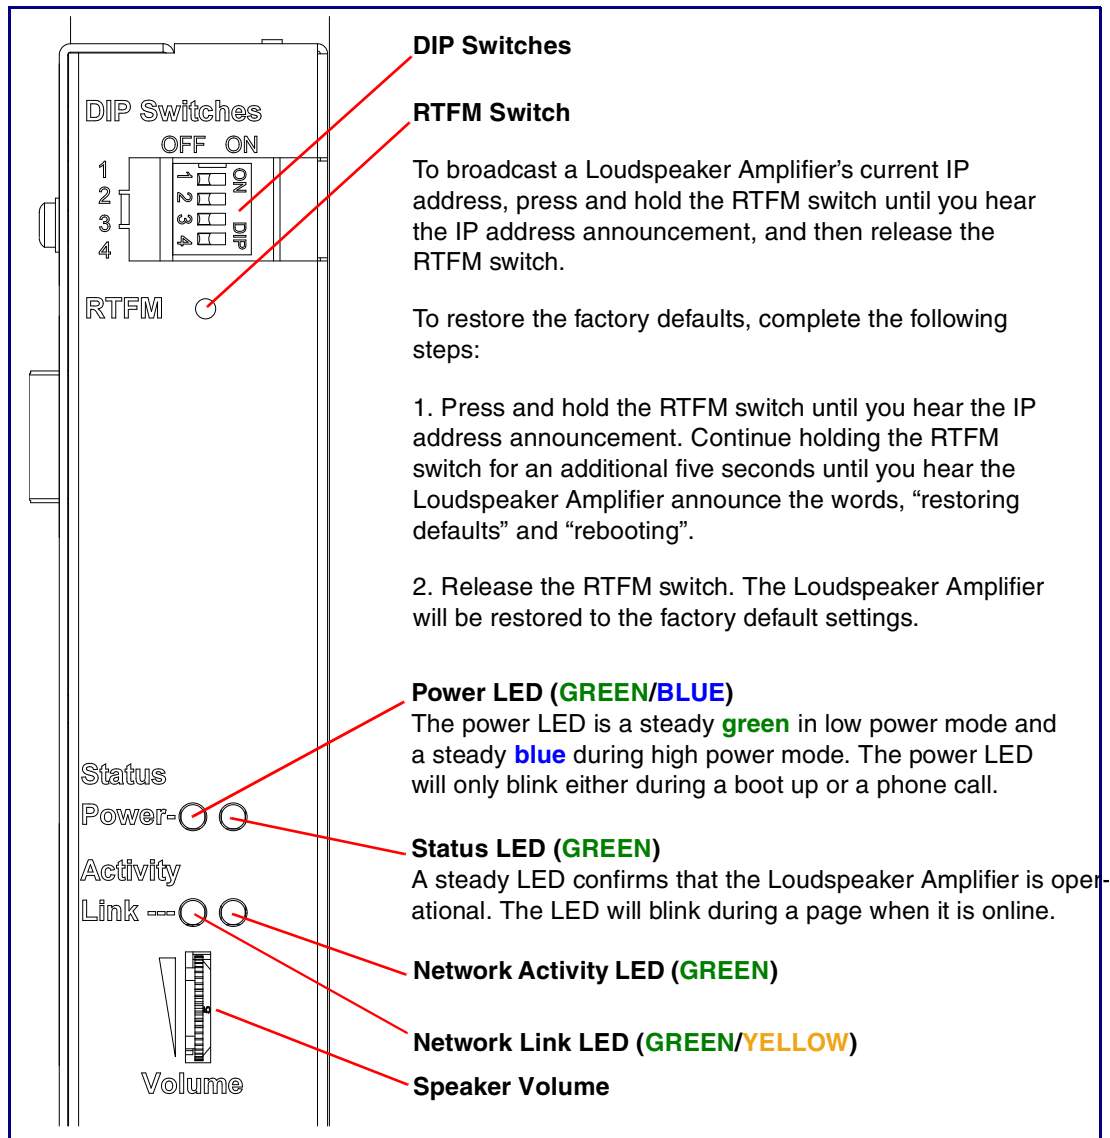 DIP Switches
RTFM Switch
To broadcast a Loudspeaker Amplifier's current IP
address, press and hold the RTFM switch until you hear
the IP address announcement, and then release the
RTFM switch.
To restore the factory defaults, complete the following
steps:
1. Press and hold the RTFM switch until you hear the IP
address announcement. Continue holding the RTFM
switch for an additional five seconds until you hear the
Loudspeaker Amplifier announce the words, “restoring
defaults” and “rebooting”.
2. Release the RTFM switch. The Loudspeaker Amplifier
will be restored to the factory default settings.
Power LED (GREEN/BLUE)
The power LED is a steady green in low power mode and
a steady blue during high power mode. The power LED
will only blink either during a boot up or a phone call.
Status LED (GREEN)
A steady LED confirms that the Loudspeaker Amplifier is oper-
ational. The LED will blink during a page when it is online.
Network Activity LED (GREEN)
Network Link LED (GREEN/YELLOW)
Speaker Volume
DIP Switches
OFF ON
1
2
3
4
1 2 3 4
ON DIP
RTFM
Status
Power-
Activity
Link ---
5
Volume